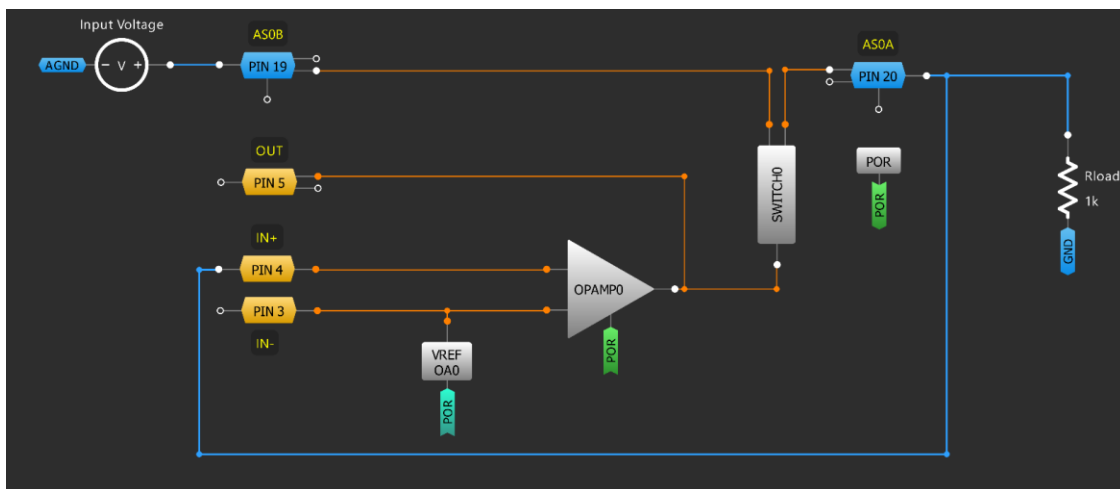 Input Voltage
AGND
V
AS0B
PIN 19
OUT
PIN 5
IN+
PIN 4
PIN 3
IN-
VREF
OA0
POR
OPAMP0
POR
SWITCH0
AS0A
PIN 20
POR
POR
Rload
1k
GND